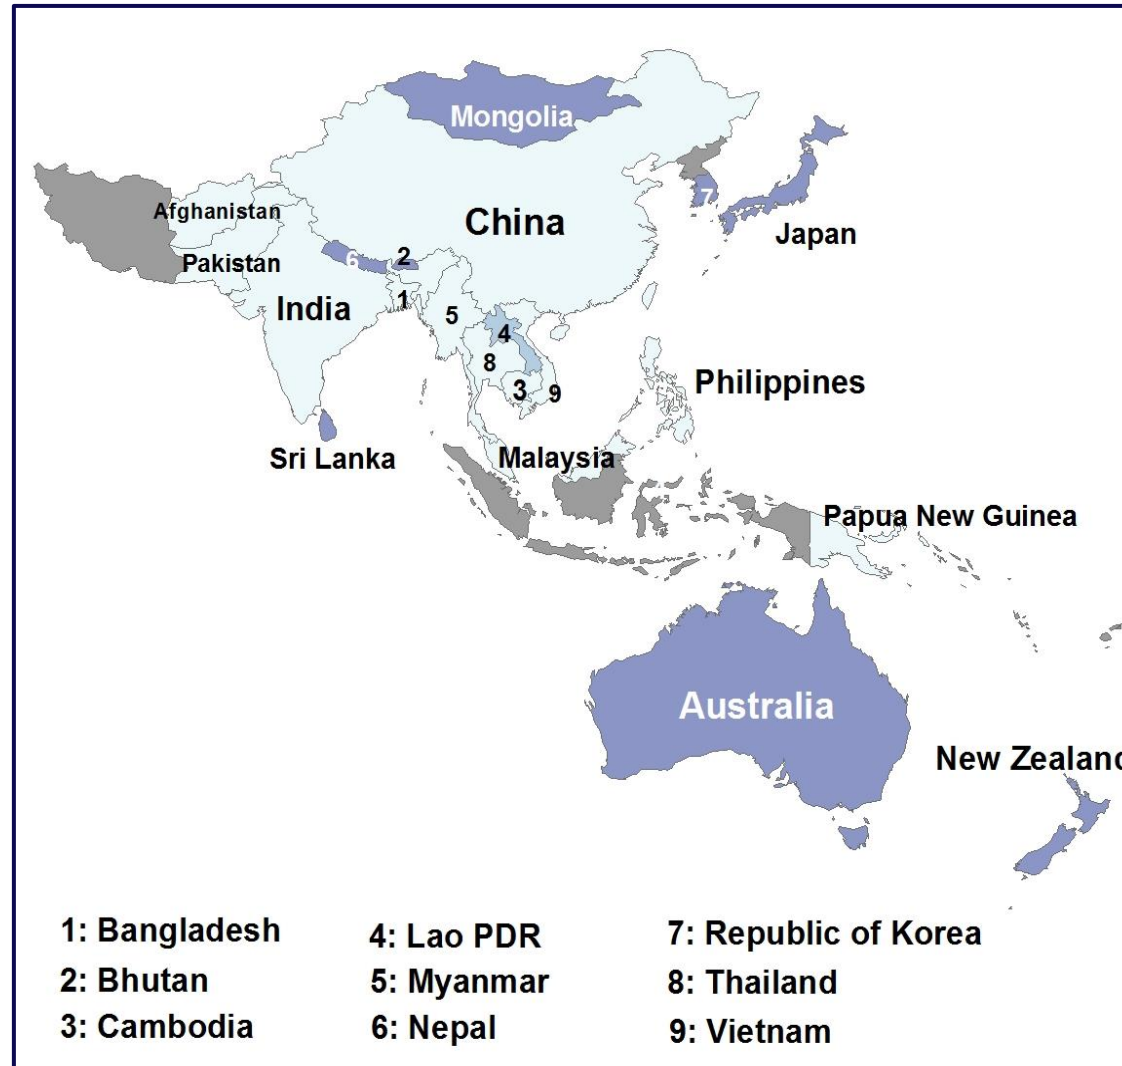 Mongolia
7
Afghanistan
China
Japan
2
6
Pakistan
1
India
5
4
8
Philippines
3
9
Sri Lanka
Malaysia
Papua New Guinea
Australia
New Zealand
1: Bangladesh
4: Lao PDR
7: Republic of Korea
2: Bhutan
5: Myanmar
8: Thailand
3: Cambodia
6: Nepal
9: Vietnam